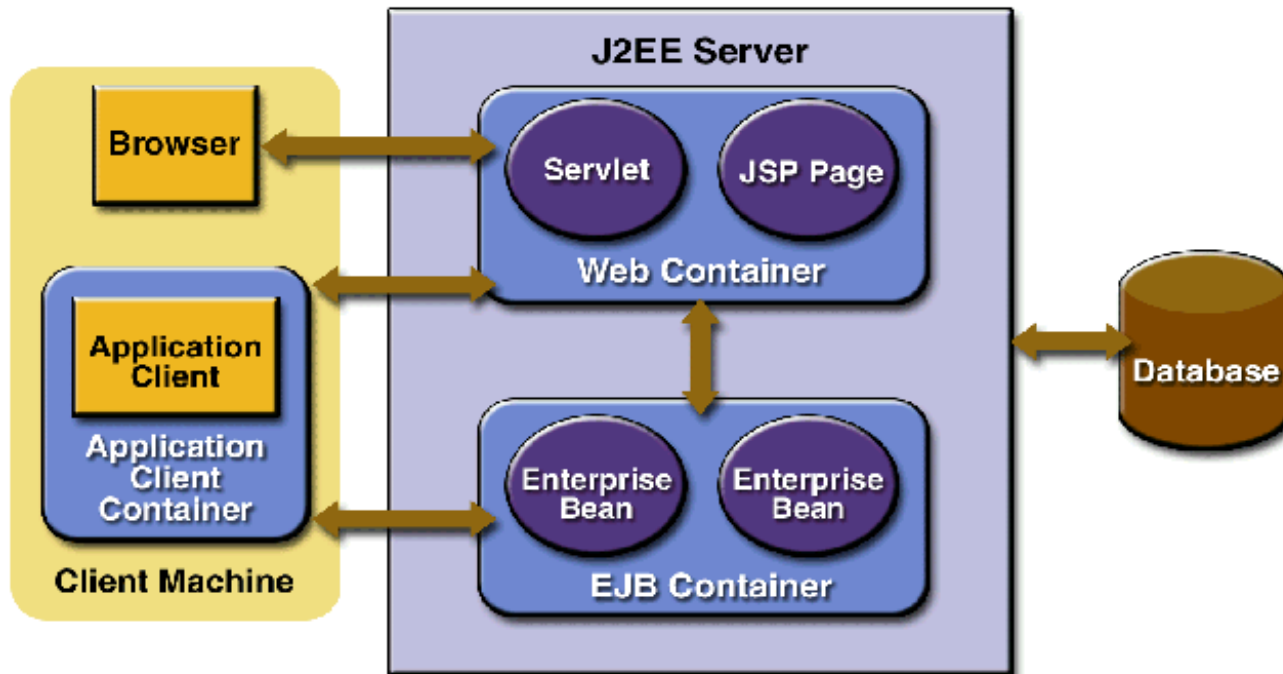 J2EE Server
Browser
Servlet
JSP Page
Web Container
Application
Client
Application
Client
Container
Client Machine
Enterprise
Bean
Enterprise
Bean
EJB Container
Database